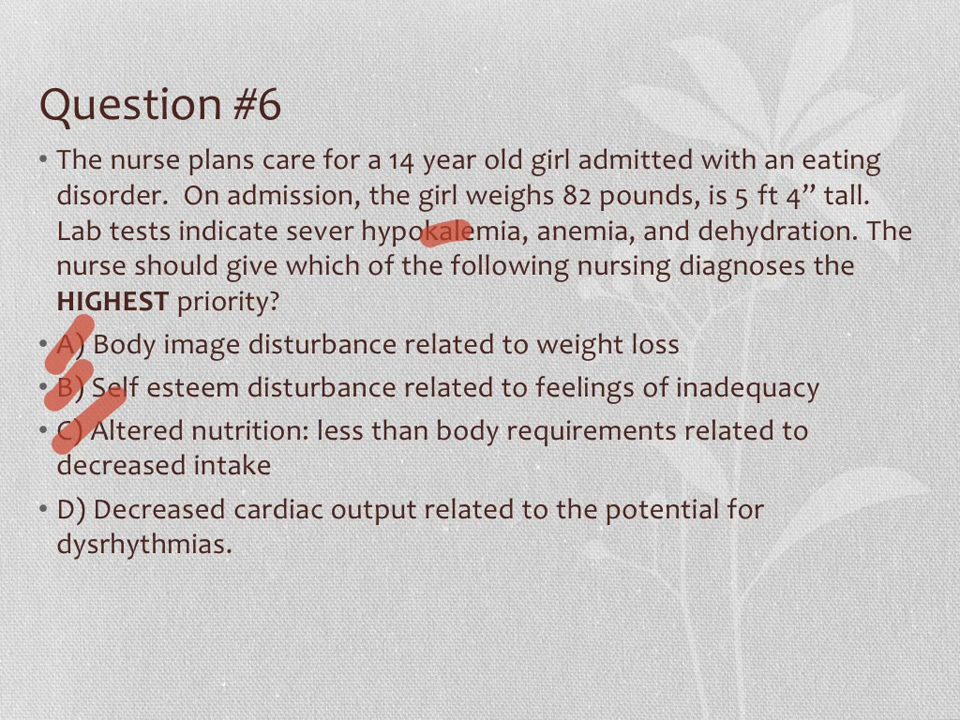 Question #6
• The nurse plans care for a 14 year old girl admitted with an eating
disorder.  On admission, the girl weighs 82 pounds, is 5 ft 4” tall.
Lab tests indicate sever hypokalemia, anemia, and dehydration. The
nurse should give which of the following nursing diagnoses the
HIGHEST priority?
• A) Body image disturbance related to weight loss
• B) Self esteem disturbance related to feelings of inadequacy
• C) Altered nutrition: less than body requirements related to
decreased intake
• D) Decreased cardiac output related to the potential for
dysrhythmias.